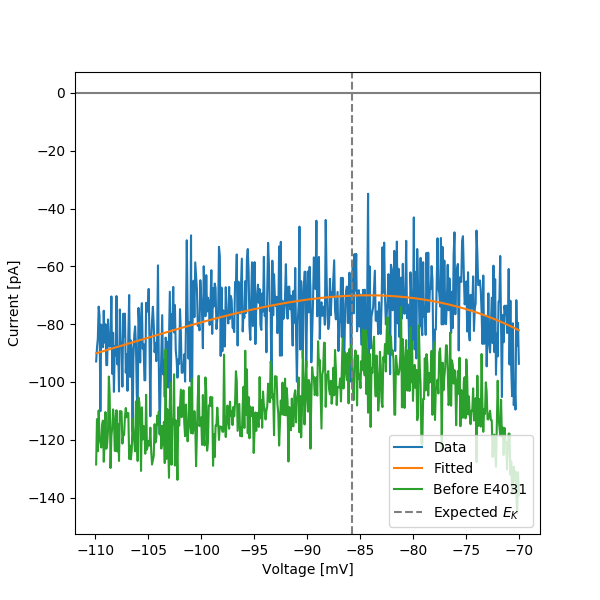 0
−20
−40
−60
−80
−100
−120
−140
Current [pA]
Data
Fitted
Before E4031
Expected E_K
−110 −105 −100 −95 −90 −85 −80 −75 −70
Voltage [mV]